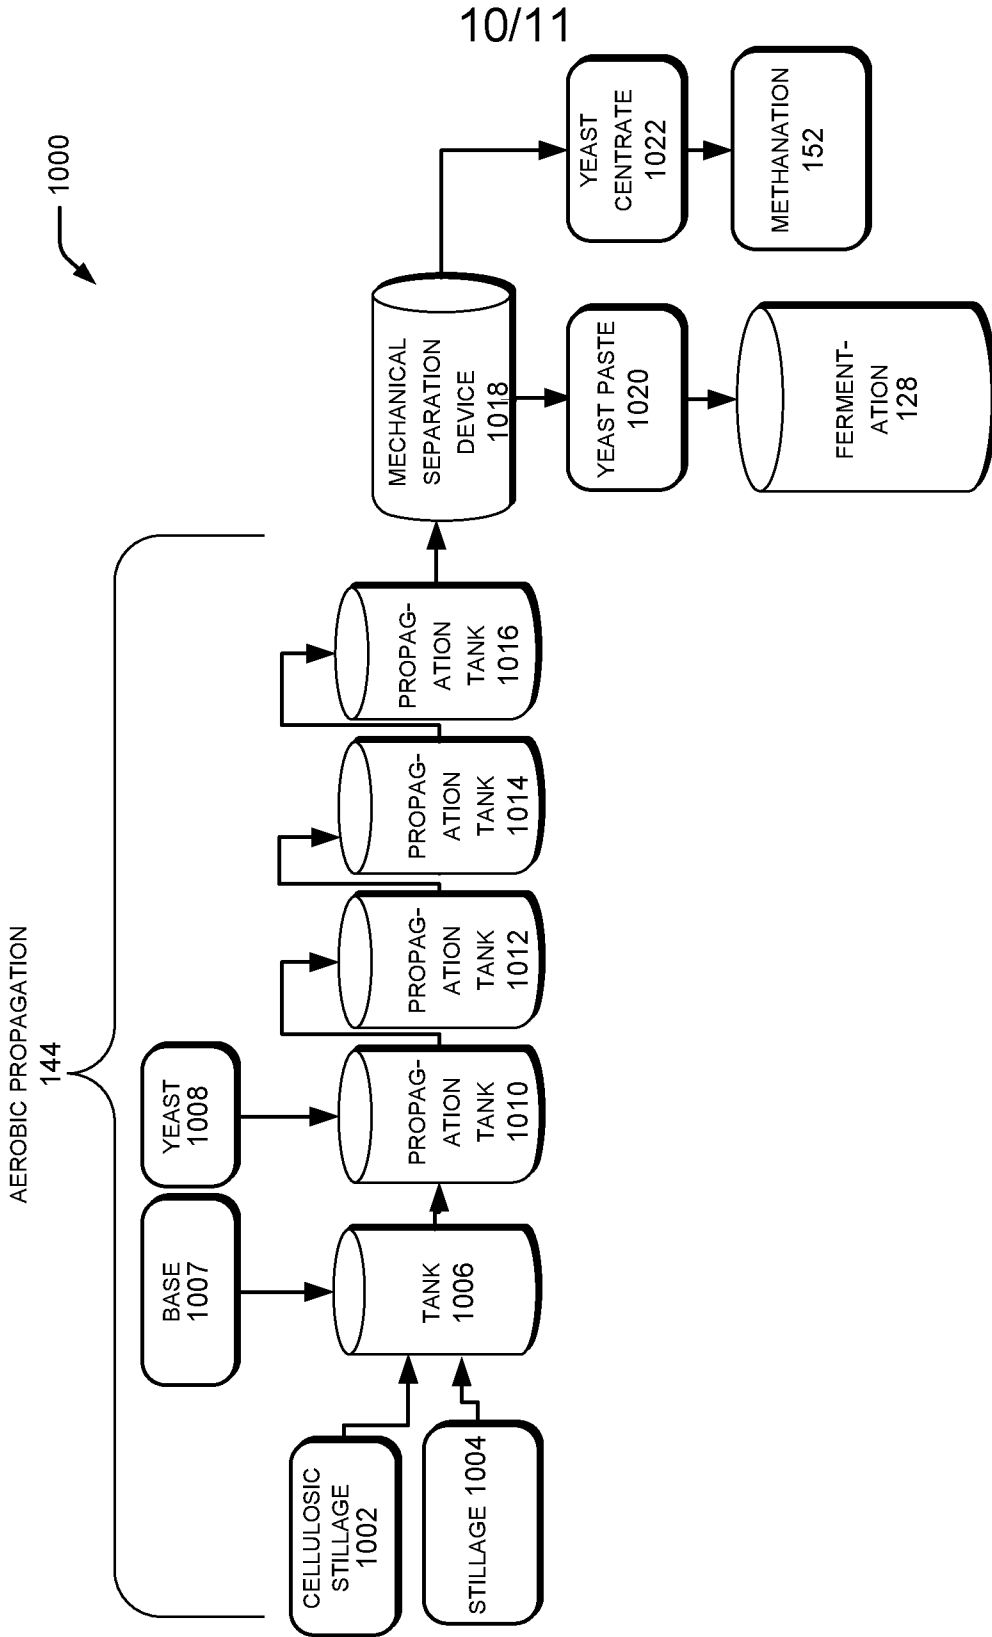 10/11
1000
AEROBIC PROPAGATION
144
CELLULOSIC
STILLAGE
1002
STILLAGE 1004
BASE
1007
TANK
1006
YEAST
1008
PROPAG-
ATION
TANK
1010
PROPAG-
ATION
TANK
1012
PROPAG-
ATION
TANK
1014
PROPAG-
ATION
TANK
1016
MECHANICAL
SEPARATION
DEVICE
1018
YEAST PASTE
1020
FERMENT-
ATION
128
YEAST
CENTRATE
1022
METHANATION
152